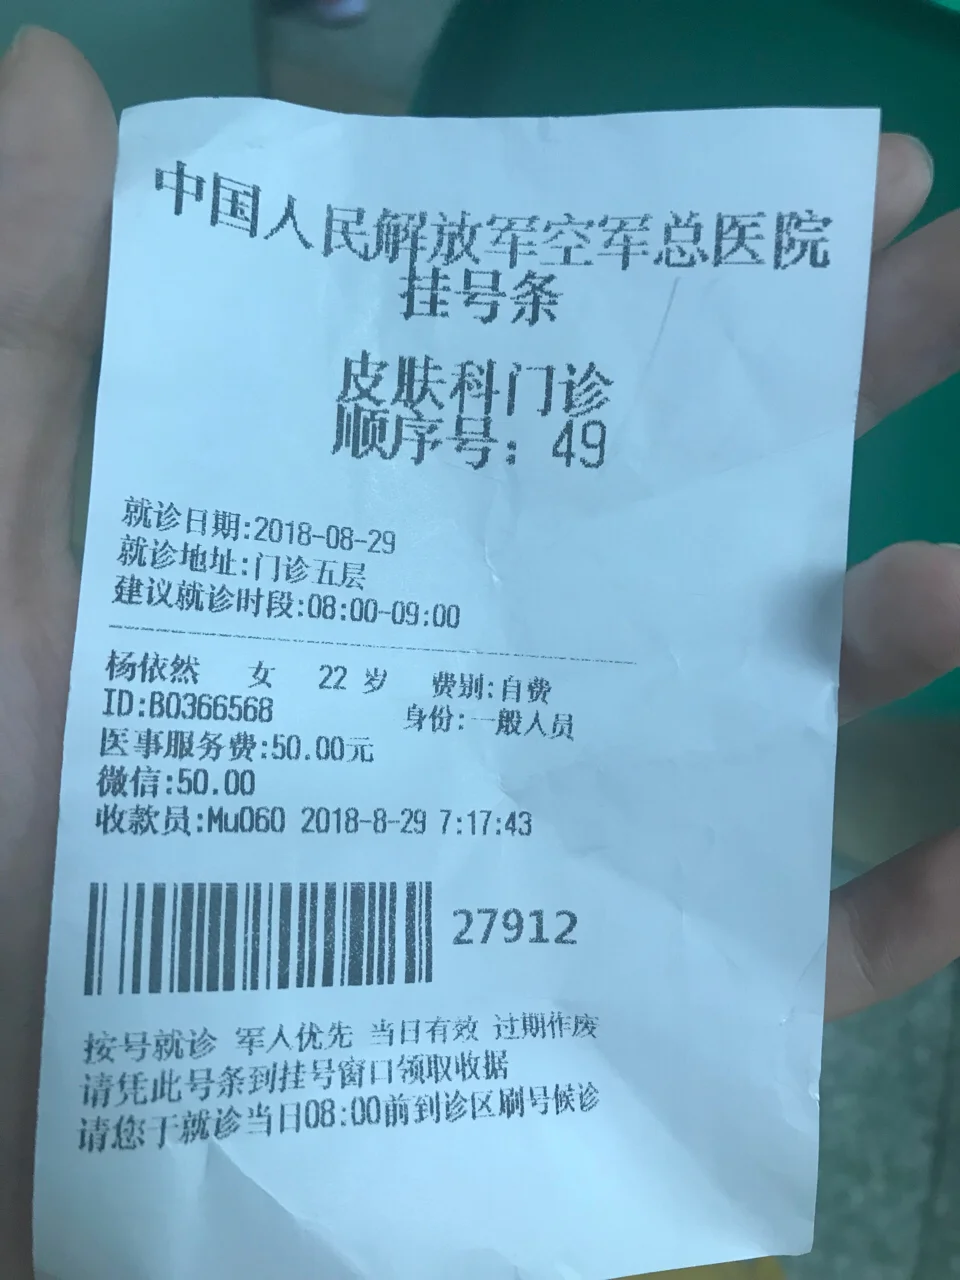 中国人民解放军空军总医院
挂号条
皮肤科门诊
顺序号: 49
就诊日期:2018-08-29
就诊地址:门诊五层
建议就诊时段:08:00-09:00
杨依然 女 22 岁 费别:自费
ID:B0366568 身份:一般人员
医事服务费:50.00元
微信:50.00
收款员:Mu060 2018-8-29 7:17:43
27912
按号就诊 军人优先 当日有效 过期作废
请凭此号条到挂号窗口领取收据
请您于就诊当日08:00前到诊区刷号候诊